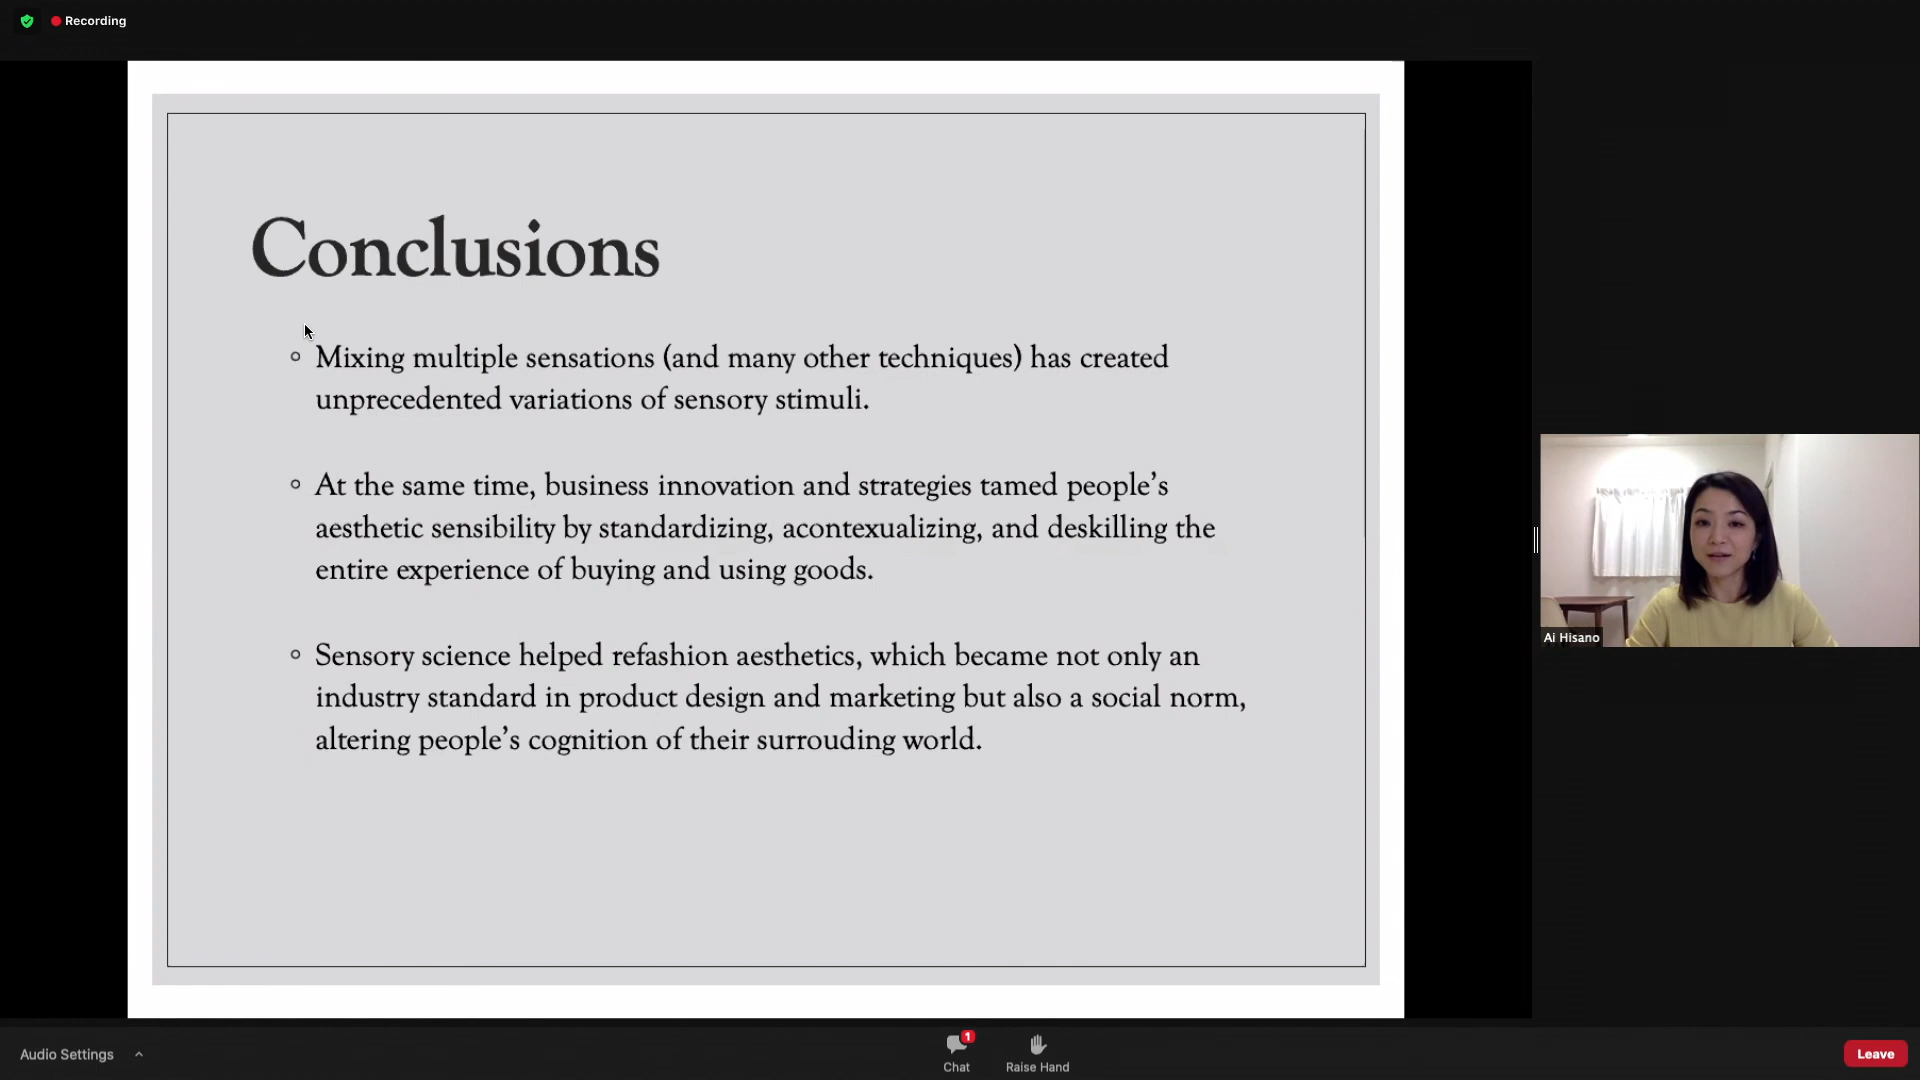 Recording
Conclusions
Mixing multiple sensations (and many other techniques) has created
unprecedented variations of sensory stimuli.
At the same time, business innovation and strategies tamed people’s
aesthetic sensibility by standardizing, acontexualizing, and deskilling the
entire experience of buying and using goods.
Sensory science helped refashion aesthetics, which became not only an
industry standard in product design and marketing but also a social norm,
altering people’s cognition of their surrouding world.
Ai Hisano
Audio Settings
1
Chat
Raise Hand
Leave